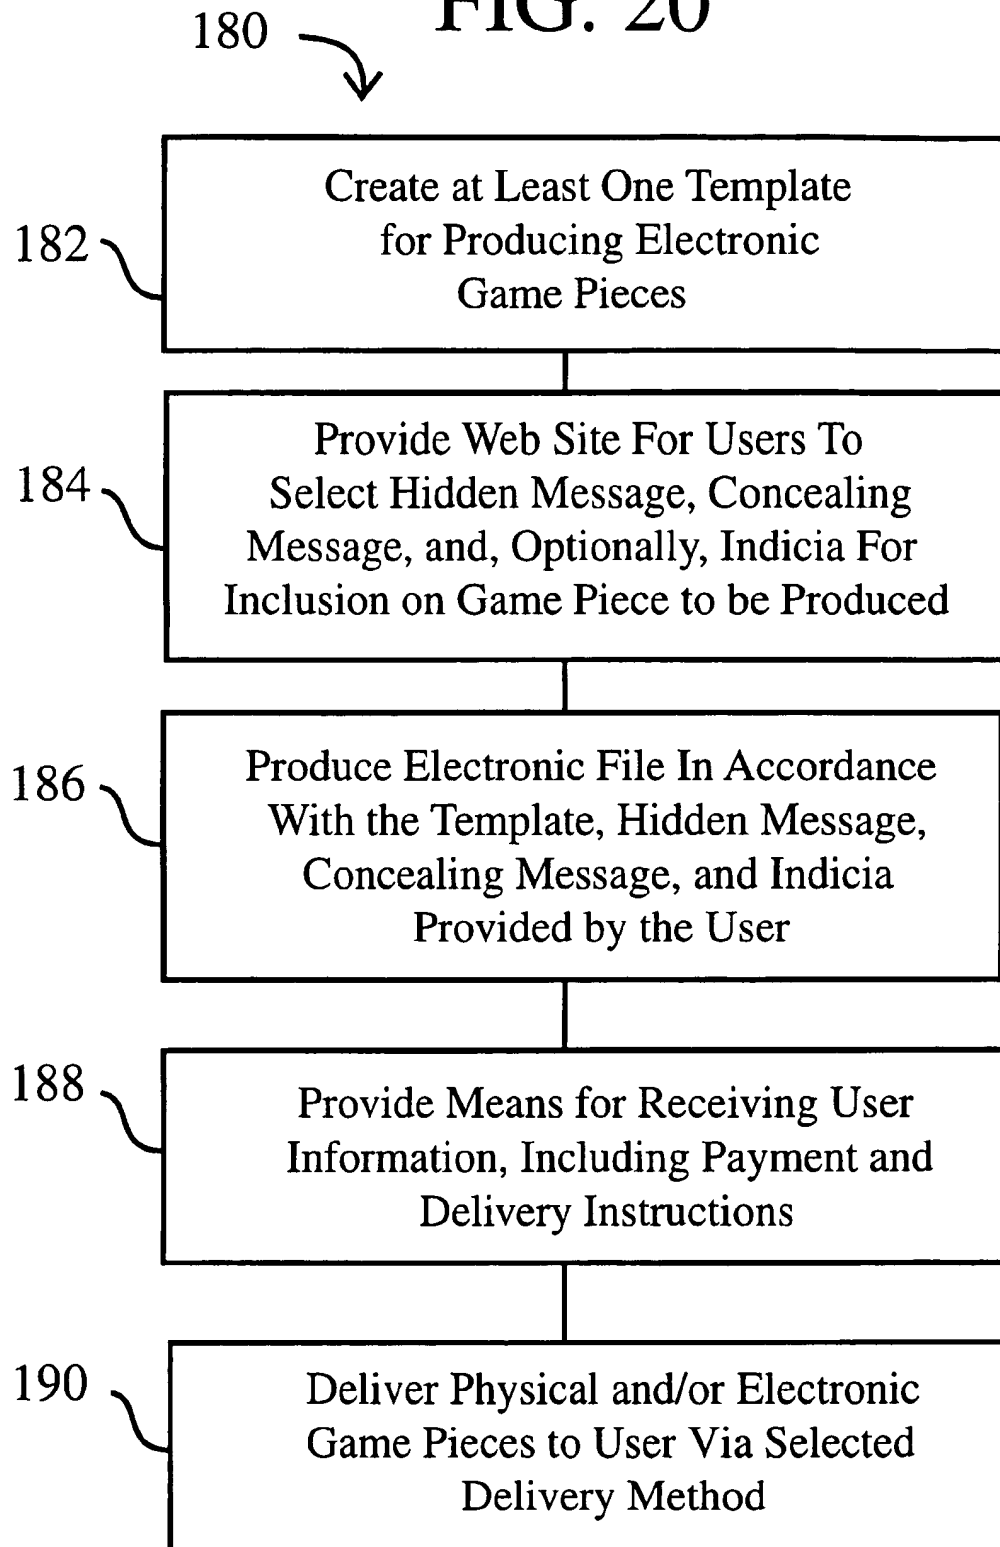 FIG. 20
180
182
Create at Least One Template
for Producing Electronic
Game Pieces
184
Provide Web Site For Users To
Select Hidden Message, Concealing
Message, and, Optionally, Indicia For
Inclusion on Game Piece to be Produced
186
Produce Electronic File In Accordance
With the Template, Hidden Message,
Concealing Message, and Indicia
Provided by the User
188
Provide Means for Receiving User
Information, Including Payment and
Delivery Instructions
190
Deliver Physical and/or Electronic
Game Pieces to User Via Selected
Delivery Method